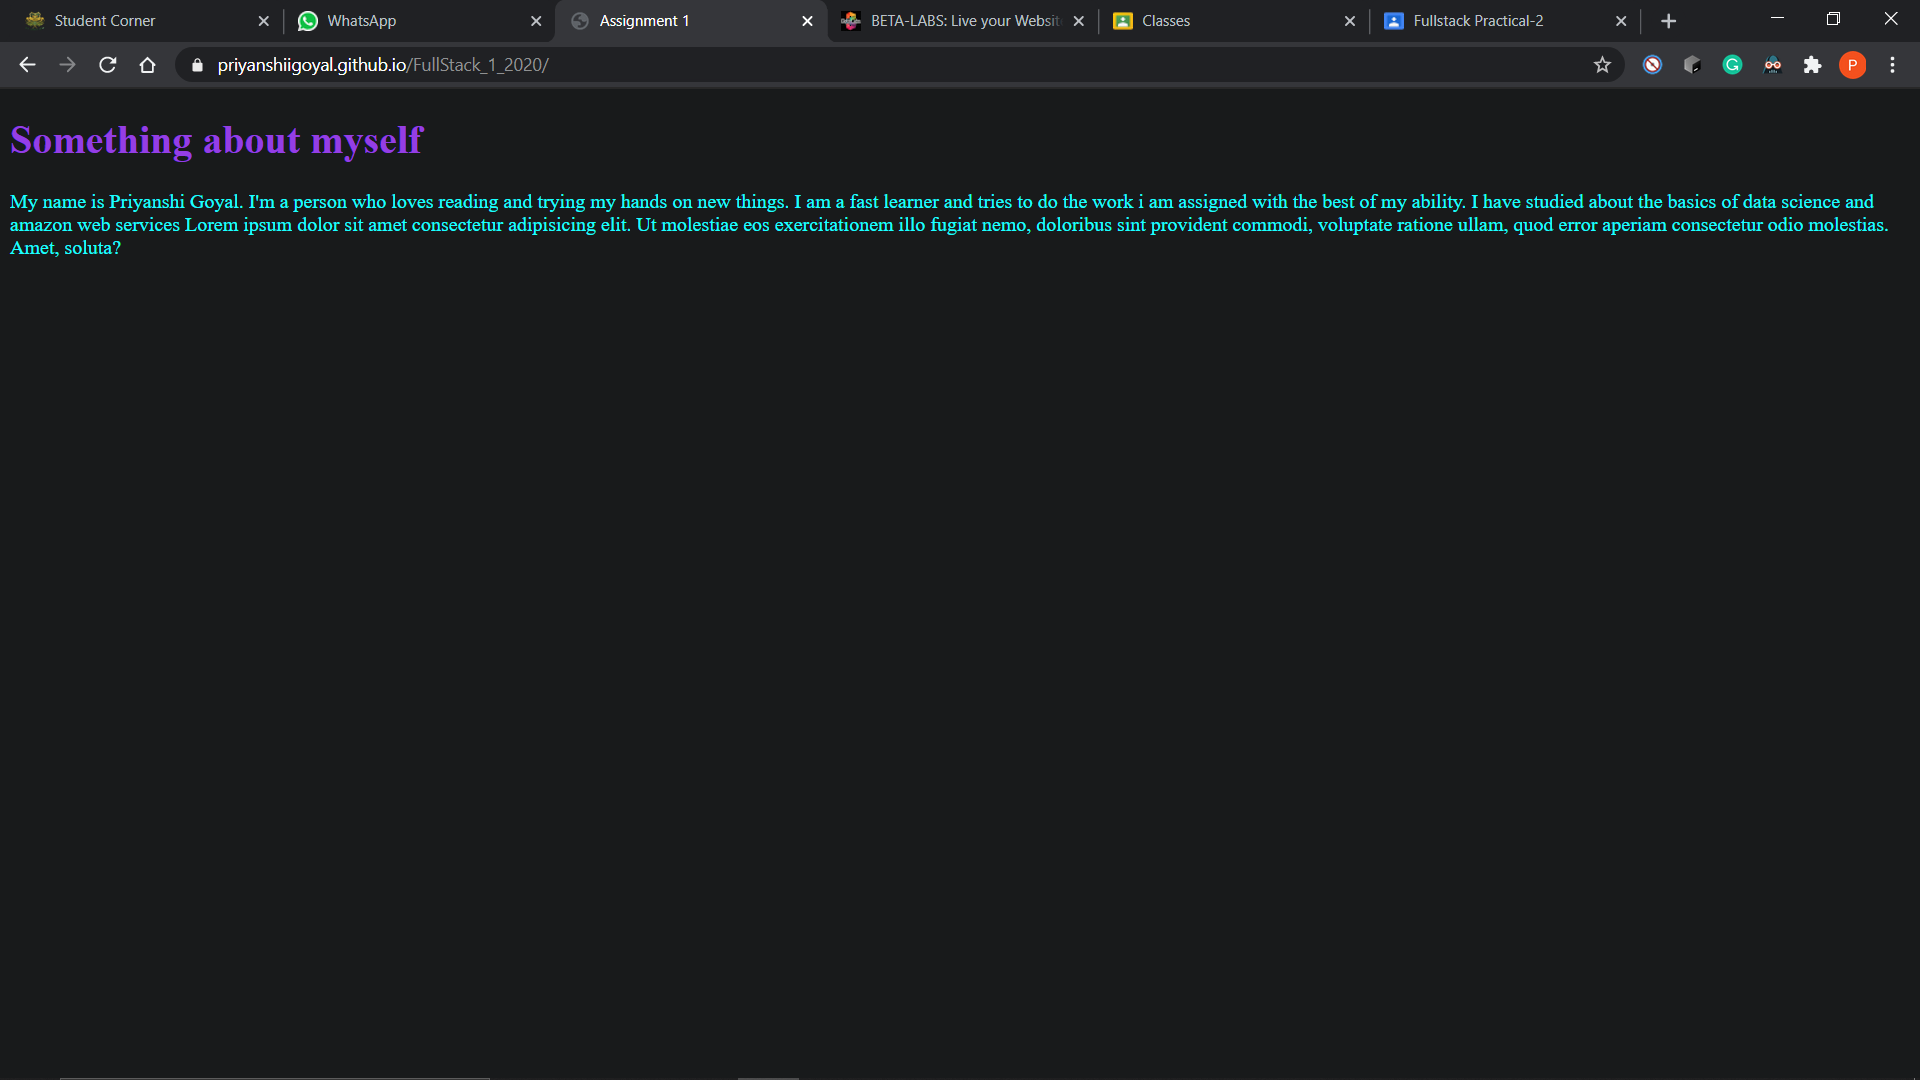 Student Corner
WhatsApp
Assignment 1
BETA-LABS: Live your Websit
Classes
Fullstack Practical-2
priyanshiigoyal.github.io/FullStack_1_2020/
P
Something about myself
My name is Priyanshi Goyal. I'm a person who loves reading and trying my hands on new things. I am a fast learner and tries to do the work i am assigned with the best of my ability. I have studied about the basics of data science and
amazon web services Lorem ipsum dolor sit amet consectetur adipisicing elit. Ut molestiae eos exercitationem illo fugiat nemo, doloribus sint provident commodi, voluptate ratione ullam, quod error aperiam consectetur odio molestias.
Amet, soluta?